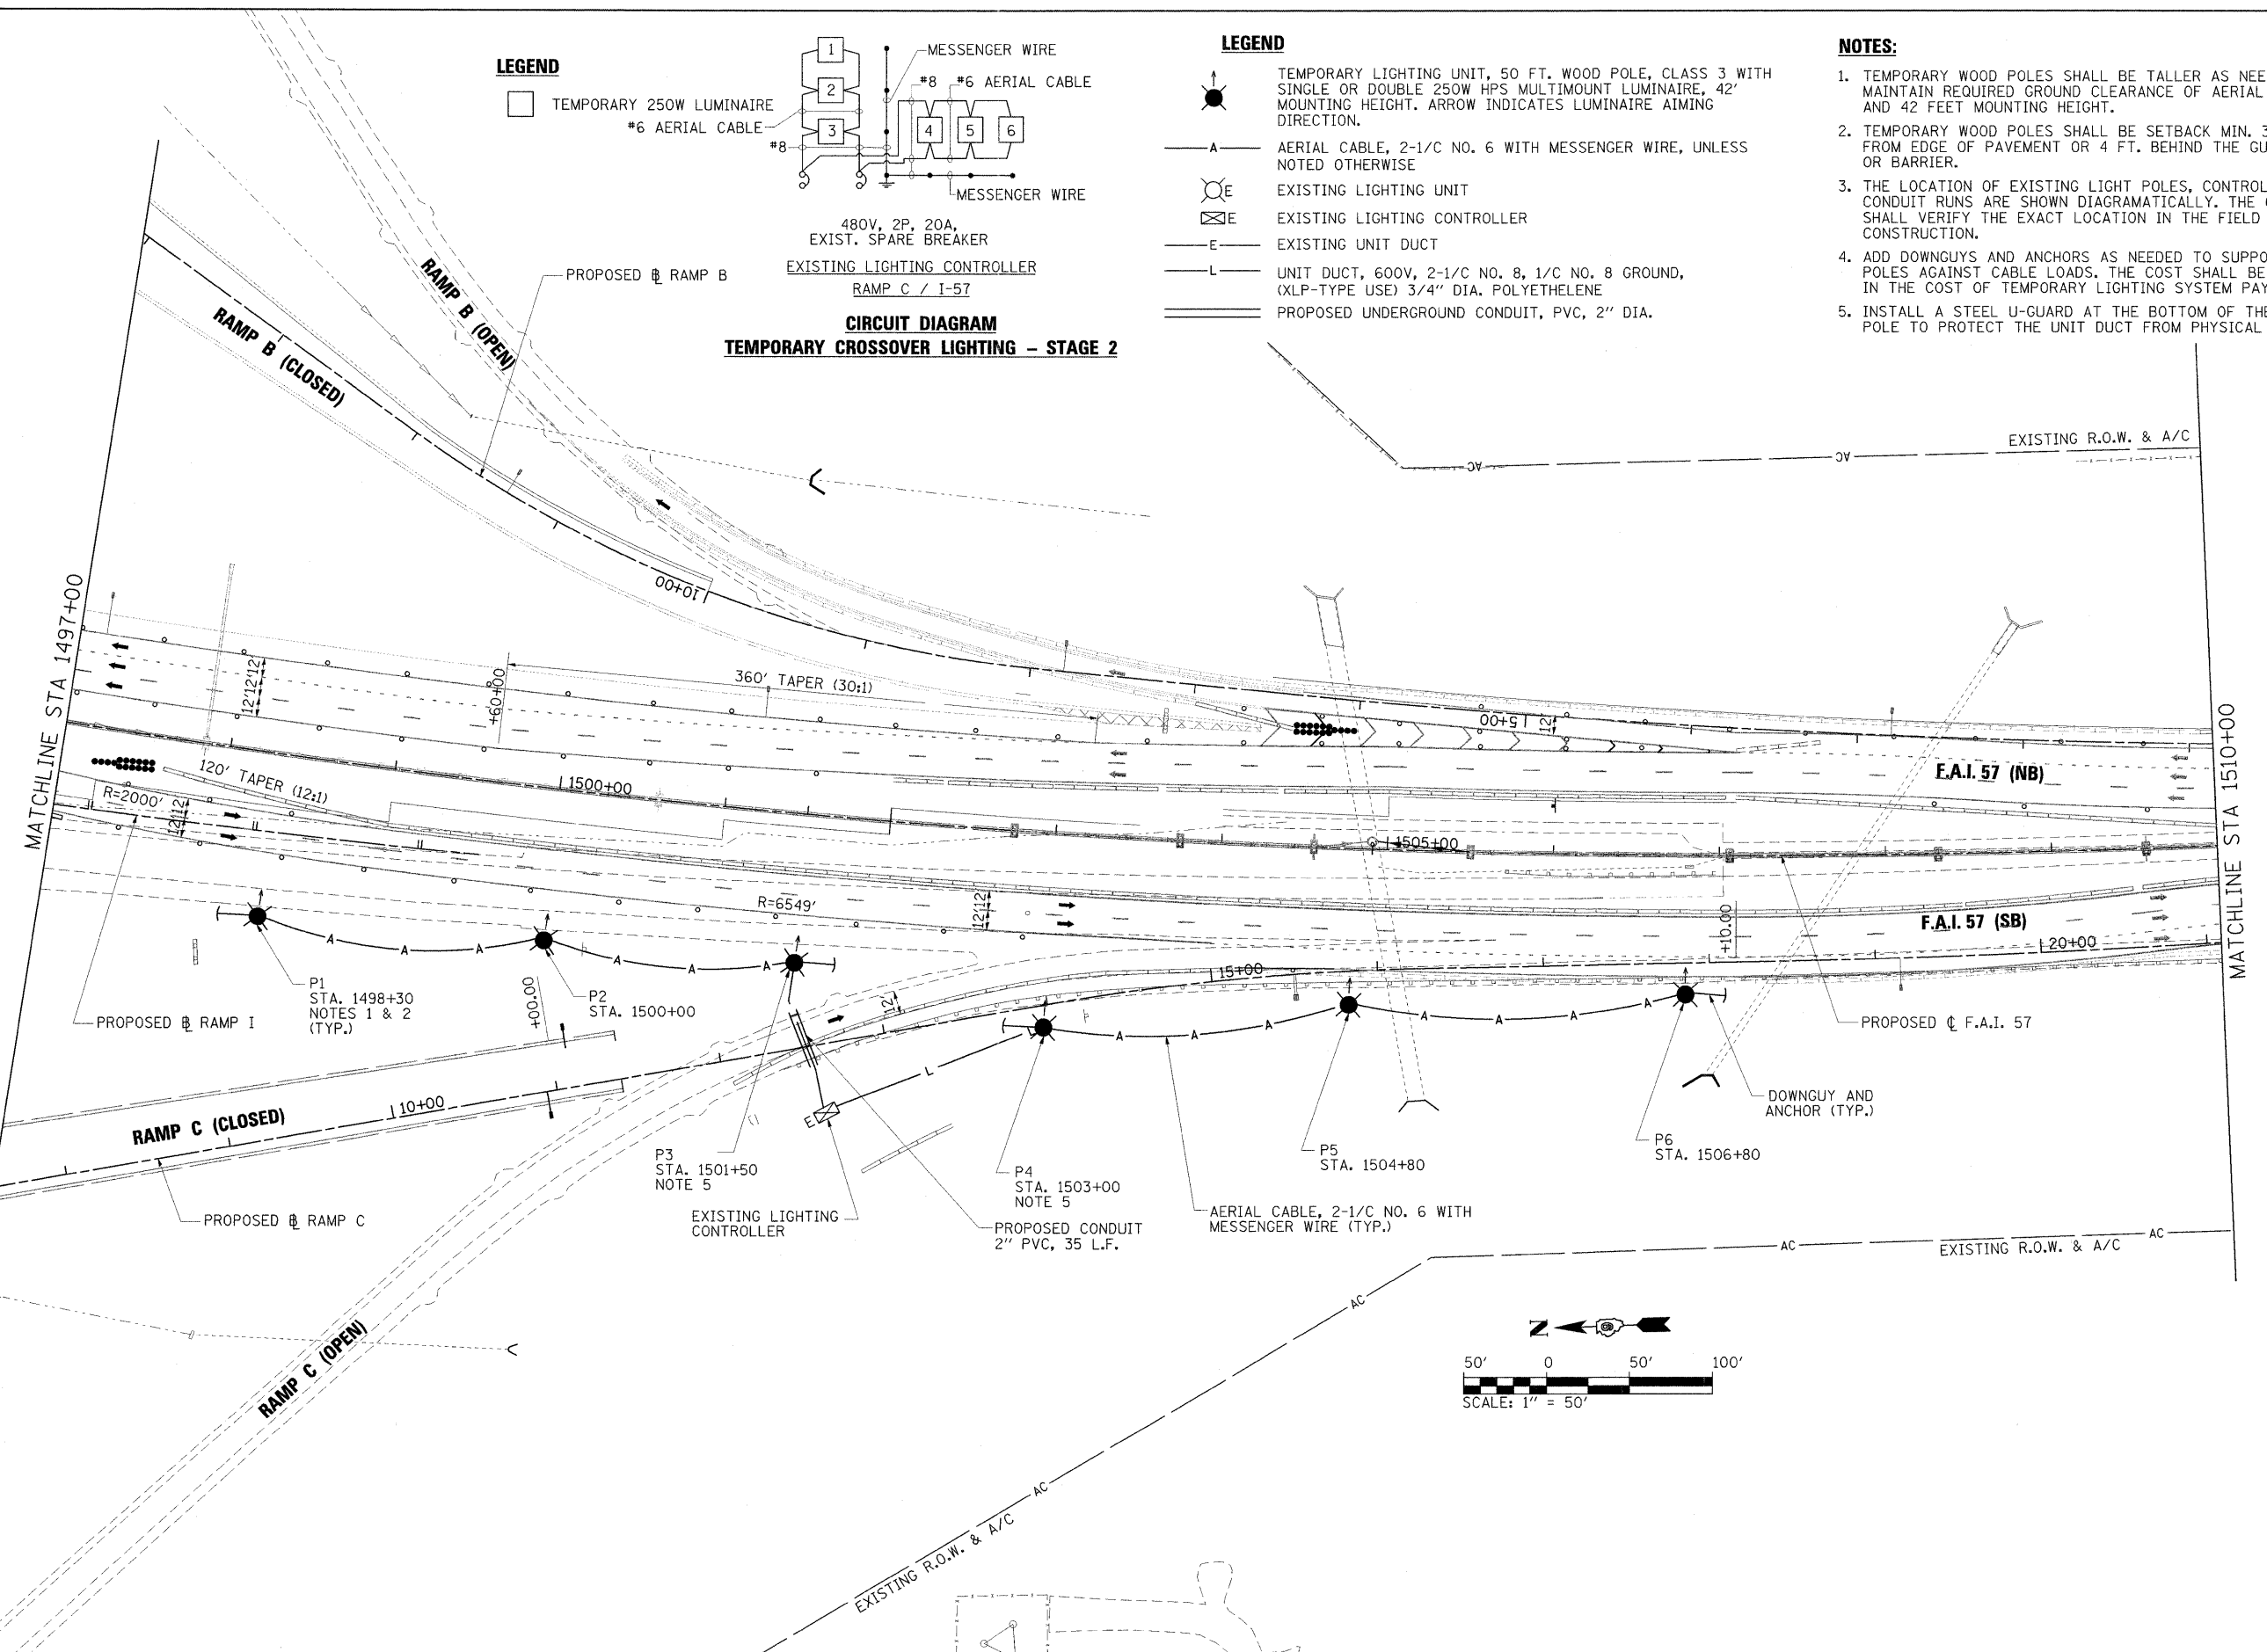 LEGEND
TEMPORARY 250W LUMINAIRE
#6 AERIAL CABLE
#8
1
2
3
MESSENGER WIRE
#8
#6 AERIAL CABLE
4
5
6
MESSENGER WIRE
480V, 2P, 20A,
EXIST. SPARE BREAKER
EXISTING LIGHTING CONTROLLER
RAMP C / I-57
CIRCUIT DIAGRAM
TEMPORARY CROSSOVER LIGHTING – STAGE 2
LEGEND
TEMPORARY LIGHTING UNIT, 50 FT. WOOD POLE, CLASS 3 WITH
SINGLE OR DOUBLE 250W HPS MULTIMOUNT LUMINAIRE, 42'
MOUNTING HEIGHT. ARROW INDICATES LUMINAIRE AIMING
DIRECTION.
A
AERIAL CABLE, 2-1/C NO. 6 WITH MESSENGER WIRE, UNLESS
NOTED OTHERWISE
E
EXISTING LIGHTING UNIT
E
EXISTING LIGHTING CONTROLLER
E
EXISTING UNIT DUCT
L
UNIT DUCT, 600V, 2-1/C NO. 8, 1/C NO. 8 GROUND,
(XLP-TYPE USE) 3/4" DIA. POLYETHELENE
PROPOSED UNDERGROUND CONDUIT, PVC, 2" DIA.
NOTES:
1. TEMPORARY WOOD POLES SHALL BE TALLER AS
MAINTAIN REQUIRED GROUND CLEARANCE OF AERIAL
AND 42 FEET MOUNTING HEIGHT.
2. TEMPORARY WOOD POLES SHALL BE SETBACK MIN.
FROM EDGE OF PAVEMENT OR 4 FT. BEHIND THE
OR BARRIER.
3. THE LOCATION OF EXISTING LIGHT POLES,
CONDUIT RUNS ARE SHOWN DIAGRAMATICALLY. THE
SHALL VERIFY THE EXACT LOCATION IN THE FIELD
CONSTRUCTION.
4. ADD DOWNGUYS AND ANCHORS AS NEEDED TO
POLES AGAINST CABLE LOADS. THE COST SHALL BE
IN THE COST OF TEMPORARY LIGHTING SYSTEM PAY
5. INSTALL A STEEL U-GUARD AT THE BOTTOM OF
POLE TO PROTECT THE UNIT DUCT FROM PHYSICAL
PROPOSED ℄ RAMP B
RAMP B (OPEN)
RAMP B (CLOSED)
EXISTING R.O.W. & A/C
AC
AC
10+00
MATCHLINE STA 1497+00
12'12'12'
+60+00
360' TAPER (30:1)
15+00
12'
F.A.I. 57 (NB)
MATCHLINE STA 1510+00
120' TAPER (12:1)
R=2000'
12'12'
1500+00
1505+00
R=6549'
12'12'
+10.00
F.A.I. 57 (SB)
20+00
15+00
A
A
A
A
A
A
P1
STA. 1498+30
NOTES 1 & 2
(TYP.)
+00.00
P2
STA. 1500+00
12'
A
A
A
A
A
A
A
PROPOSED ℄ RAMP I
PROPOSED ℄ F.A.I. 57
L
E
DOWNGUY AND
ANCHOR (TYP.)
10+00
RAMP C (CLOSED)
P3
STA. 1501+50
NOTE 5
P4
STA. 1503+00
NOTE 5
P5
STA. 1504+80
P6
STA. 1506+80
PROPOSED ℄ RAMP C
EXISTING LIGHTING
CONTROLLER
PROPOSED CONDUIT
2" PVC, 35 L.F.
AERIAL CABLE, 2-1/C NO. 6 WITH
MESSENGER WIRE (TYP.)
AC
AC
EXISTING R.O.W. & A/C
AC
RAMP C (OPEN)
N
50' 0 50' 100'
SCALE: 1" = 50'
AC
EXISTING R.O.W. & A/C